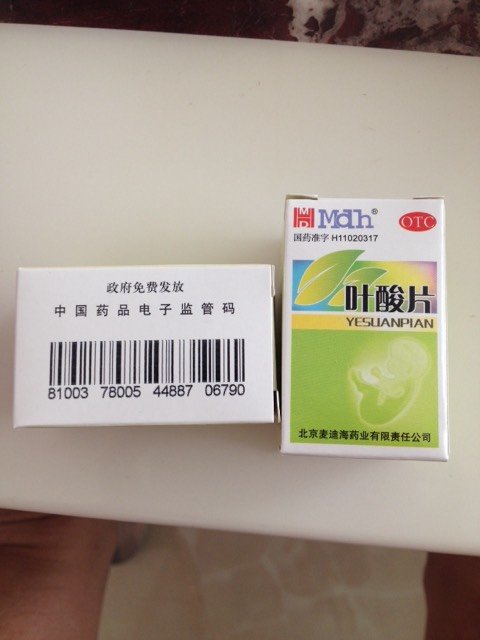 政府免费发放
中国药品电子监管码
81003 78005 44887 06790
HMD Mdh® OTC
国药准字 H11020317
叶酸片
YESUANPIAN
北京麦迪海药业有限责任公司